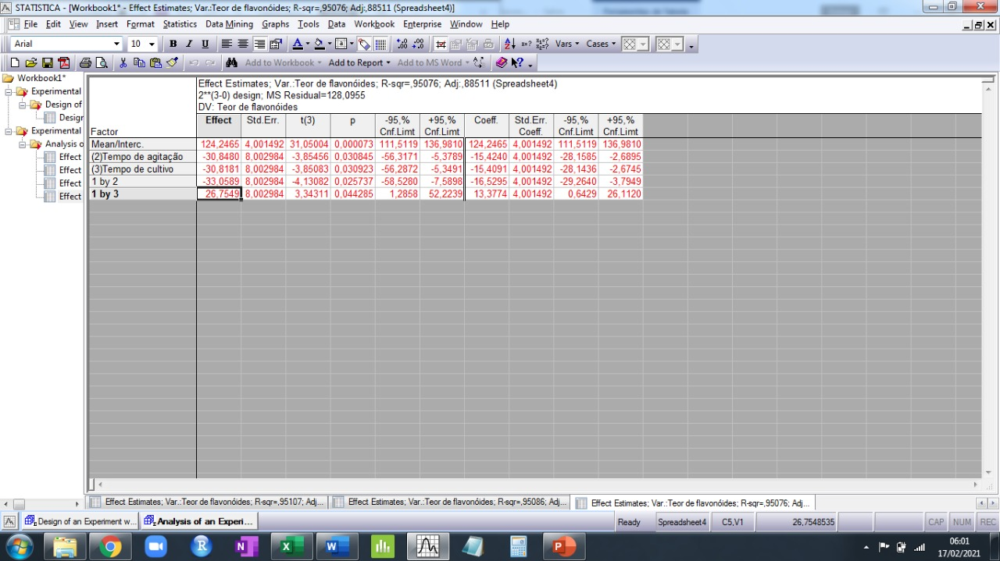 STATISTICA - [Workbook1* - Effect Estimates; Var.:Teor de flavonóides; R-sqr=,95076; Adj:,88511 (Spreadsheet4)]
File Edit View Insert Format Statistics Data Mining Graphs Tools Data Workbook Enterprise Window Help
Arial 10 B I U A Vars Cases
Add to Workbook Add to Report Add to MS Word
Workbook1*
Experimental
Design of
Design
Experimental
Analysis o
Effect
Effect
Effect
Effect
Effect Estimates; Var.:Teor de flavonóides; R-sqr=,95076; Adj:,88511 (Spreadsheet4)
2**(3-0) design; MS Residual=128,0955
DV: Teor de flavonóides
Factor Effect Std.Err. t(3) p -95,% Cnf.Limt +95,% Cnf.Limt Coeff. Std.Err. Coeff. -95,% Cnf.Limt +95,% Cnf.Limt
Mean/Interc. 124,2465 4,001492 31,05004 0,000073 111,5119 136,9810 124,2465 4,001492 111,5119 136,9810
(2)Tempo de agitação -30,8480 8,002984 -3,85456 0,030845 -56,3171 -5,3789 -15,4240 4,001492 -28,1585 -2,6895
(3)Tempo de cultivo -30,8181 8,002984 -3,85083 0,030923 -56,2872 -5,3491 -15,4091 4,001492 -28,1436 -2,6745
1 by 2 -33,0589 8,002984 -4,13082 0,025737 -58,5280 -7,5898 -16,5295 4,001492 -29,2640 -3,7949
1 by 3 26,7549 8,002984 3,34311 0,044285 1,2858 52,2239 13,3774 4,001492 0,6429 26,1120
Effect Estimates; Var.:Teor de flavonóides; R-sqr=,95107; Adj... Effect Estimates; Var.:Teor de flavonóides; R-sqr=,95086; Adj... Effect Estimates; Var.:Teor de flavonóides; R-sqr=,95076; Adj...
Design of an Experiment w... Analysis of an Experi... Ready Spreadsheet4 C5,V1 26,7548535 CAP NUM REC
06:01
17/02/2021